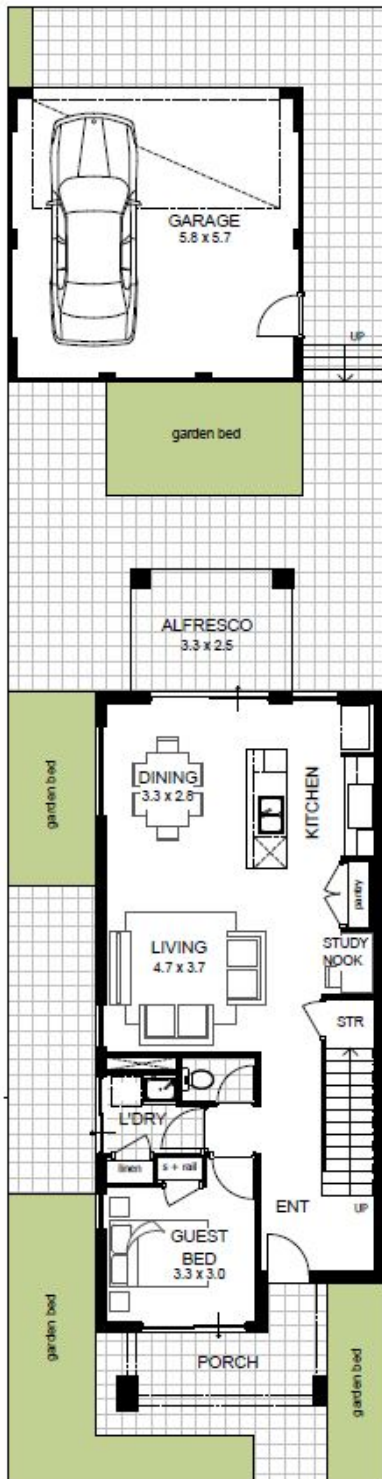 GARAGE
5.8 x 5.7
UP
garden bed
ALFRESCO
3.3 x 2.5
garden bed
DINING
3.3 x 2.8
KITCHEN
pantry
LIVING
4.7 x 3.7
STUDY
NOOK
STR
L'DRY
linen
s + rail
ENT
UP
GUEST
BED
3.3 x 3.0
garden bed
PORCH
garden bed